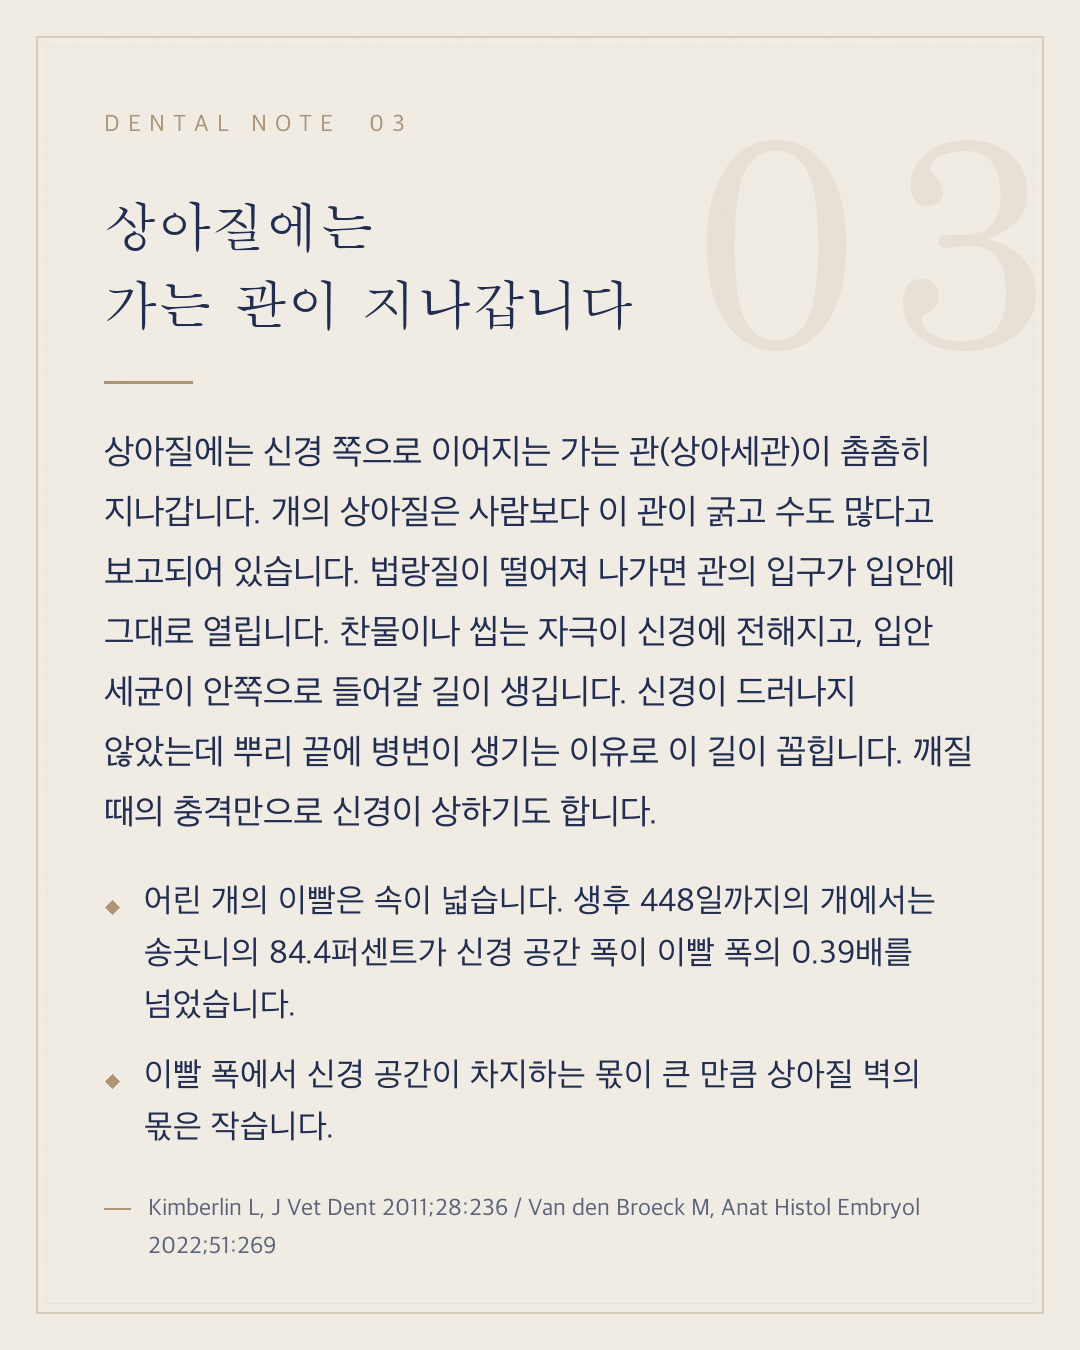 DENTAL NOTE 03
03
상아질에는
가는 관이 지나갑니다
상아질에는 신경 쪽으로 이어지는 가는 관(상아세관)이 촘촘히
지나갑니다. 개의 상아질은 사람보다 이 관이 굵고 수도 많다고
보고되어 있습니다. 법랑질이 떨어져 나가면 관의 입구가 입안에
그대로 열립니다. 찬물이나 씹는 자극이 신경에 전해지고, 입안
세균이 안쪽으로 들어갈 길이 생깁니다. 신경이 드러나지
않았는데 뿌리 끝에 병변이 생기는 이유로 이 길이 꼽힙니다. 깨질
때의 충격만으로 신경이 상하기도 합니다.
◆ 어린 개의 이빨은 속이 넓습니다. 생후 448일까지의 개에서는
송곳니의 84.4퍼센트가 신경 공간 폭이 이빨 폭의 0.39배를
넘었습니다.
◆ 이빨 폭에서 신경 공간이 차지하는 몫이 큰 만큼 상아질 벽의
몫은 작습니다.
— Kimberlin L, J Vet Dent 2011;28:236 / Van den Broeck M, Anat Histol Embryol
2022;51:269